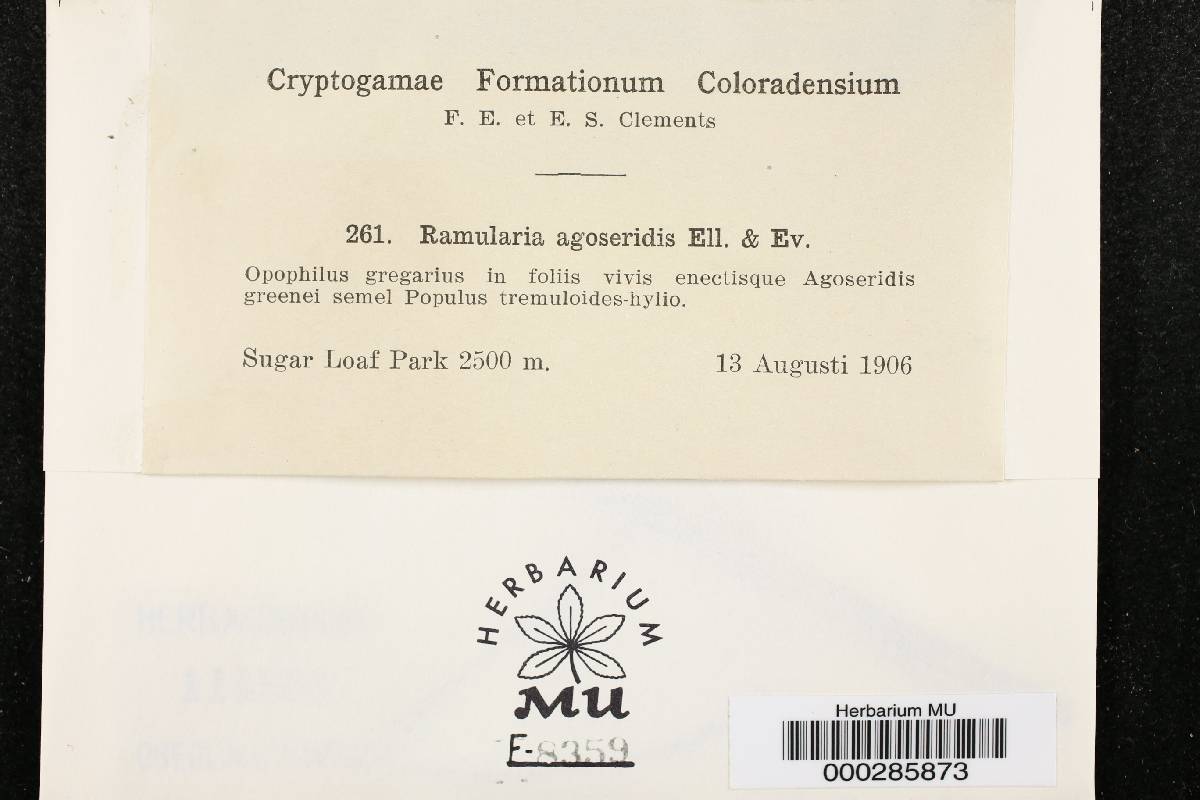 Cryptogamae Formationum Coloradensium
F. E. et E. S. Clements
261. Ramularia agoseridis Ell. & Ev.
Opophilus gregarius in foliis vivis enectisque Agoseridis
greenei semel Populus tremuloides-hylio.
Sugar Loaf Park 2500 m. 13 Augusti 1906
HERBARIUM
MU
F-8359
Herbarium MU
000285873